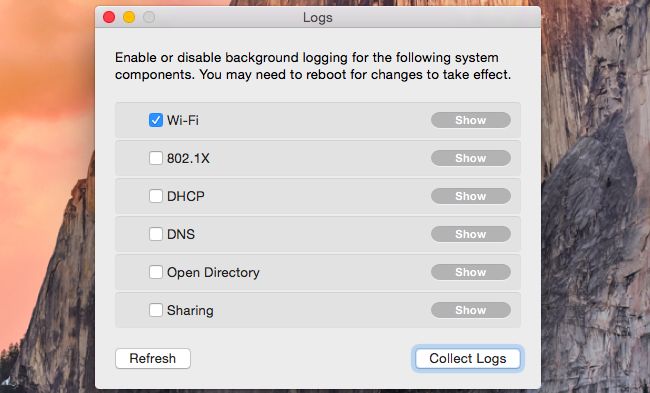 Logs
Enable or disable background logging for the following system
components. You may need to reboot for changes to take effect.
Wi-Fi Show
802.1X Show
DHCP Show
DNS Show
Open Directory Show
Sharing Show
Refresh Collect Logs